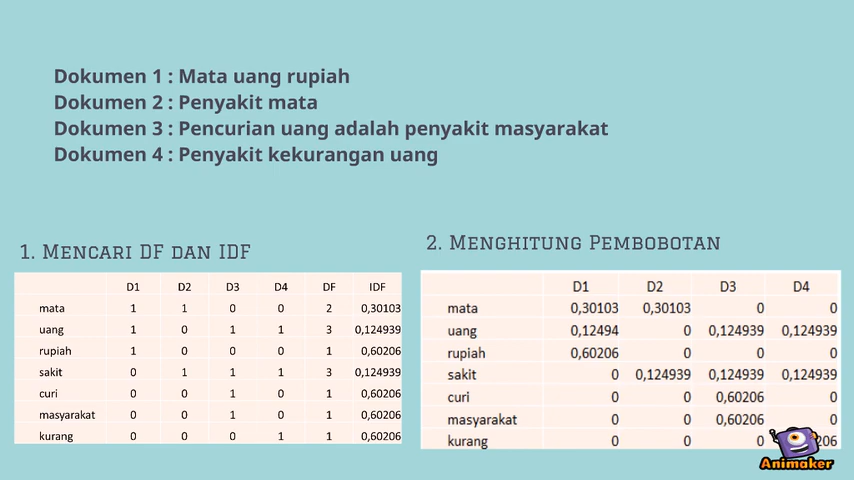 Dokumen 1 : Mata uang rupiah
Dokumen 2 : Penyakit mata
Dokumen 3 : Pencurian uang adalah penyakit masyarakat
Dokumen 4 : Penyakit kekurangan uang
1. Mencari DF dan IDF
D1 D2 D3 D4 DF IDF
mata 1 1 0 0 2 0,30103
uang 1 0 1 1 3 0,124939
rupiah 1 0 0 0 1 0,60206
sakit 0 1 1 1 3 0,124939
curi 0 0 1 0 1 0,60206
masyarakat 0 0 1 0 1 0,60206
kurang 0 0 0 1 1 0,60206
2. Menghitung Pembobotan
D1 D2 D3 D4
mata 0,30103 0,30103 0 0
uang 0,12494 0 0,124939 0,124939
rupiah 0,60206 0 0 0
sakit 0 0,124939 0,124939 0,124939
curi 0 0 0,60206 0
masyarakat 0 0 0,60206 0
kurang 0 0 0
Animaker